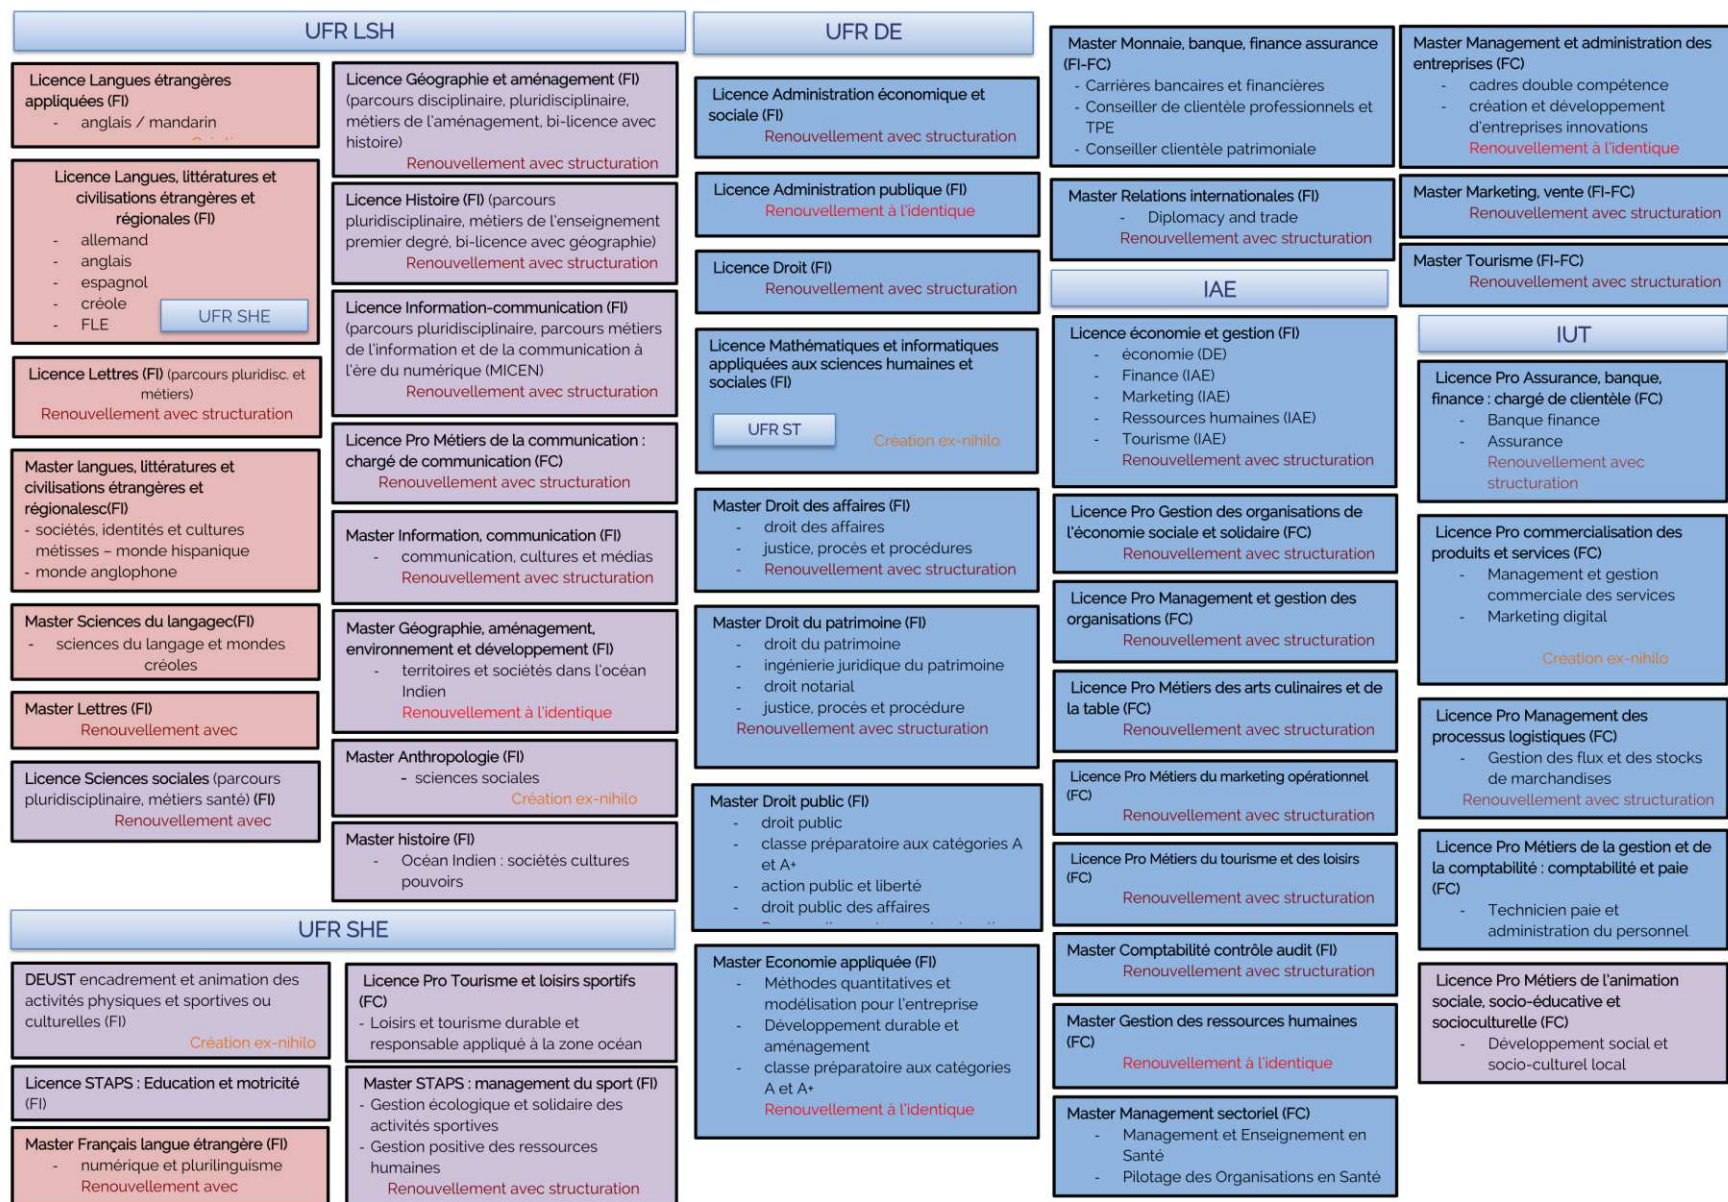 UFR LSH
Licence Langues étrangères
appliquées (FI)
- anglais / mandarin
Licence Langues, littératures et
civilisations étrangères et
régionales (FI)
- allemand
- anglais
- espagnol
- créole
- FLE
UFR SHE
Licence Lettres (FI) (parcours pluridisc. et
métiers)
Renouvellement avec structuration
Master langues, littératures et
civilisations étrangères et
régionalesc(FI)
- sociétés, identités et cultures
métisses – monde hispanique
- monde anglophone
Master Sciences du langagec(FI)
- sciences du langage et mondes
créoles
Master Lettres (FI)
Renouvellement avec
Licence Sciences sociales (parcours
pluridisciplinaire, métiers santé) (FI)
Renouvellement avec
Licence Géographie et aménagement (FI)
(parcours disciplinaire, pluridisciplinaire,
métiers de l'aménagement, bi-licence avec
histoire)
Renouvellement avec structuration
Licence Histoire (FI) (parcours
pluridisciplinaire, métiers de l'enseignement
premier degré, bi-licence avec géographie)
Renouvellement avec structuration
Licence Information-communication (FI)
(parcours pluridisciplinaire, parcours métiers
de l'information et de la communication à
l'ère du numérique (MICEN)
Renouvellement avec structuration
Licence Pro Métiers de la communication :
chargé de communication (FC)
Renouvellement avec structuration
Master Information, communication (FI)
- communication, cultures et médias
Renouvellement avec structuration
Master Géographie, aménagement,
environnement et développement (FI)
- territoires et sociétés dans l'océan
Indien
Renouvellement à l'identique
Master Anthropologie (FI)
- sciences sociales
Création ex-nihilo
Master histoire (FI)
- Océan Indien : sociétés cultures
pouvoirs
UFR SHE
DEUST encadrement et animation des
activités physiques et sportives ou
culturelles (FI)
Création ex-nihilo
Licence STAPS : Education et motricité
(FI)
Master Français langue étrangère (FI)
- numérique et plurilinguisme
Renouvellement avec
Licence Pro Tourisme et loisirs sportifs
(FC)
- Loisirs et tourisme durable et
responsable appliqué à la zone océan
Master STAPS : management du sport (FI)
- Gestion écologique et solidaire des
activités sportives
- Gestion positive des ressources
humaines
Renouvellement avec structuration
UFR DE
Licence Administration économique et
sociale (FI)
Renouvellement avec structuration
Licence Administration publique (FI)
Renouvellement à l'identique
Licence Droit (FI)
Renouvellement avec structuration
Licence Mathématiques et informatiques
appliquées aux sciences humaines et
sociales (FI)
UFR ST
Création ex-nihilo
Master Droit des affaires (FI)
- droit des affaires
- justice, procès et procédures
- Renouvellement avec structuration
Master Droit du patrimoine (FI)
- droit du patrimoine
- ingénierie juridique du patrimoine
- droit notarial
- justice, procès et procédure
Renouvellement avec structuration
Master Droit public (FI)
- droit public
- classe préparatoire aux catégories A
et A+
- action public et liberté
- droit public des affaires
Master Economie appliquée (FI)
- Méthodes quantitatives et
modélisation pour l'entreprise
- Développement durable et
aménagement
- classe préparatoire aux catégories
A et A+
Renouvellement à l'identique
Master Monnaie, banque, finance assurance
(FI-FC)
- Carrières bancaires et financières
- Conseiller de clientèle professionnels et
TPE
- Conseiller clientèle patrimoniale
Master Relations internationales (FI)
- Diplomacy and trade
Renouvellement avec structuration
IAE
Licence économie et gestion (FI)
- économie (DE)
- Finance (IAE)
- Marketing (IAE)
- Ressources humaines (IAE)
- Tourisme (IAE)
Renouvellement avec structuration
Licence Pro Gestion des organisations de
l'économie sociale et solidaire (FC)
Renouvellement avec structuration
Licence Pro Management et gestion des
organisations (FC)
Renouvellement avec structuration
Licence Pro Métiers des arts culinaires et de
la table (FC)
Renouvellement avec structuration
Licence Pro Métiers du marketing opérationnel
(FC)
Renouvellement avec structuration
Licence Pro Métiers du tourisme et des loisirs
(FC)
Renouvellement avec structuration
Master Comptabilité contrôle audit (FI)
Renouvellement avec structuration
Master Gestion des ressources humaines
(FC)
Renouvellement à l'identique
Master Management sectoriel (FC)
- Management et Enseignement en
Santé
- Pilotage des Organisations en Santé
Master Management et administration des
entreprises (FC)
- cadres double compétence
- création et développement
d'entreprises innovations
Renouvellement à l'identique
Master Marketing, vente (FI-FC)
Renouvellement avec structuration
Master Tourisme (FI-FC)
Renouvellement avec structuration
IUT
Licence Pro Assurance, banque,
finance : chargé de clientèle (FC)
- Banque finance
- Assurance
Renouvellement avec
structuration
Licence Pro commercialisation des
produits et services (FC)
- Management et gestion
commerciale des services
- Marketing digital
Création ex-nihilo
Licence Pro Management des
processus logistiques (FC)
- Gestion des flux et des stocks
de marchandises
Renouvellement avec structuration
Licence Pro Métiers de la gestion et de
la comptabilité : comptabilité et paie
(FC)
- Technicien paie et
administration du personnel
Licence Pro Métiers de l'animation
sociale, socio-éducative et
socioculturelle (FC)
- Développement social et
socio-culturel local